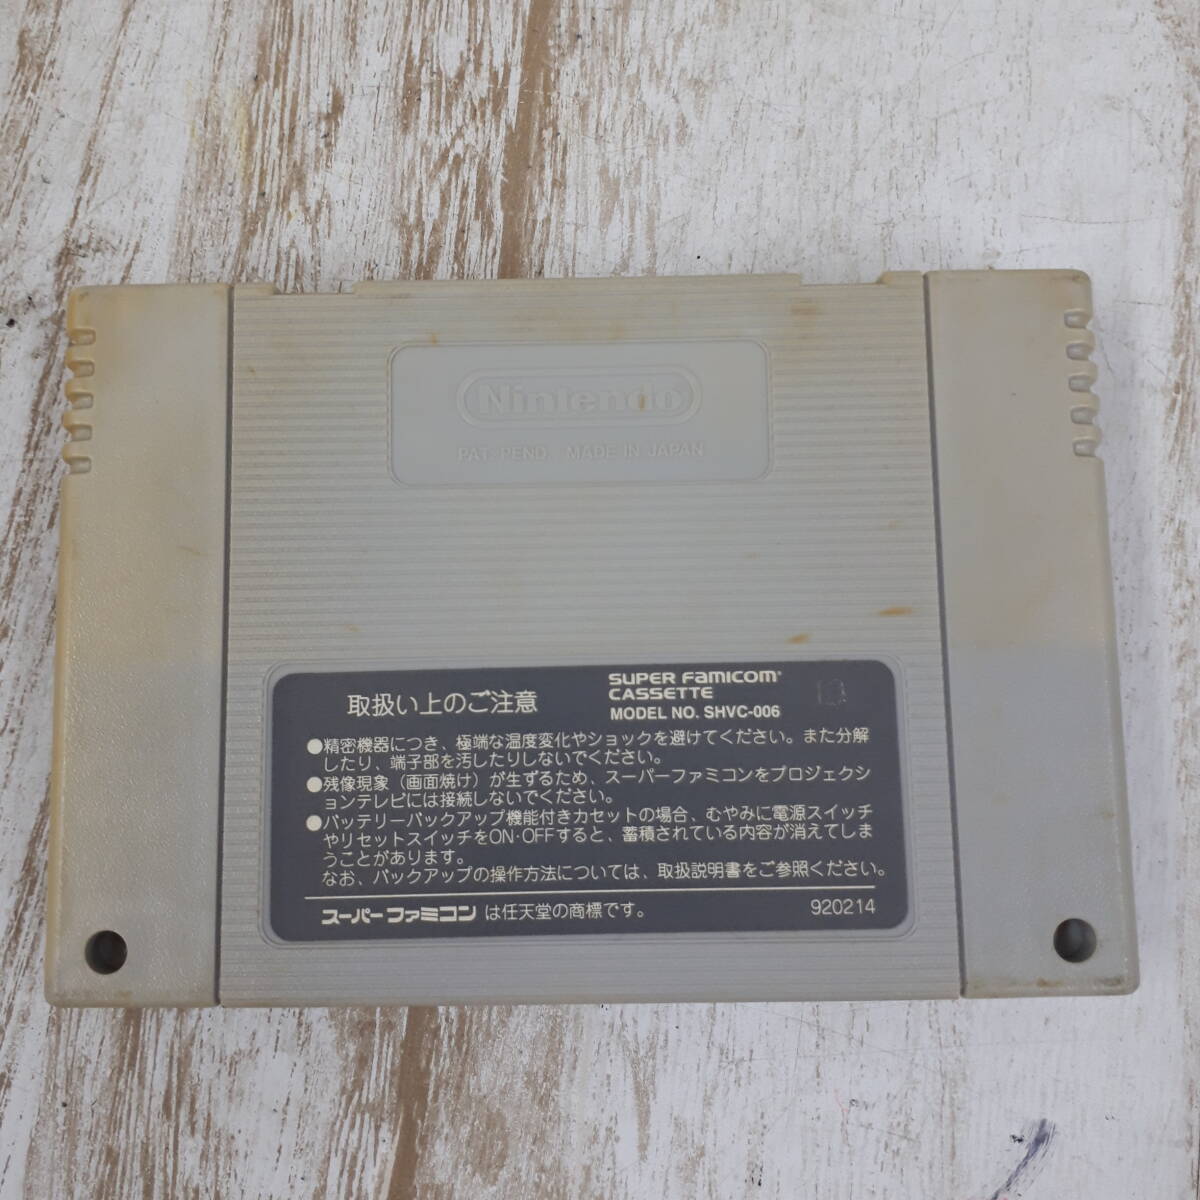 Nintendo
PAT. PEND. MADE IN JAPAN
取扱い上のご注意
SUPER FAMICOM
CASSETTE
MODEL NO. SHVC-006
●精密機器につき、極端な温度変化やショックを避けてください。また分解
したり、端子部を汚したりしないでください。
●残像現象（画面焼け）が生ずるため、スーパーファミコンをプロジェクシ
ョンテレビには接続しないでください。
●バッテリーバックアップ機能付きカセットの場合、むやみに電源スイッチ
やリセットスイッチをON·OFFすると、蓄積されている内容が消えてしま
うことがあります。
なお、バックアップの操作方法については、取扱説明書をご参照ください。
スーパーファミコン は任天堂の商標です。
920214